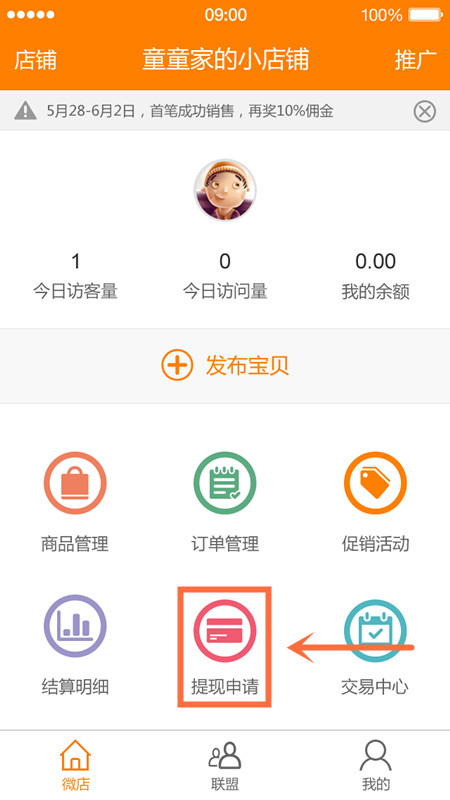 09:00
100%
店铺
童童家的小店铺
推广
5月28-6月2日，首笔成功销售，再奖10%佣金
1
0
0.00
今日访客量
今日访问量
我的余额
发布宝贝
商品管理
订单管理
促销活动
结算明细
提现申请
交易中心
微店
联盟
我的